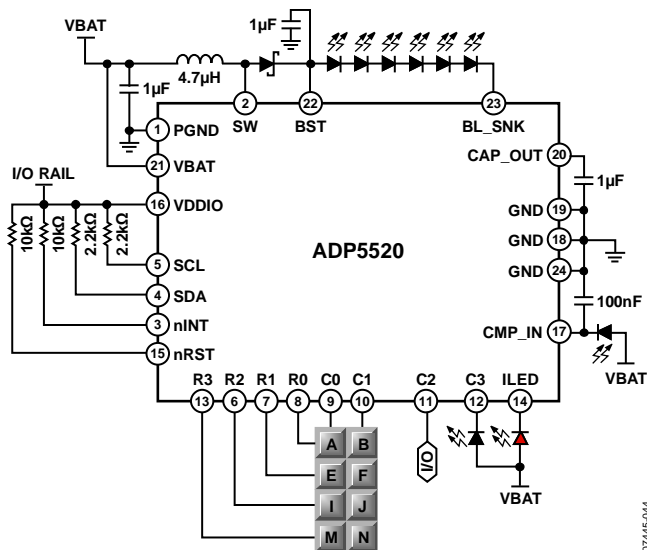 VBAT
1µF
4.7µH
1µF
2
SW
22
BST
23
BL_SNK
1
PGND
21
VBAT
I/O RAIL
16
VDDIO
10kΩ
10kΩ
2.2kΩ
2.2kΩ
5
SCL
4
SDA
3
nINT
15
nRST
ADP5520
CAP_OUT
20
1µF
GND
19
GND
18
GND
24
100nF
CMP_IN
17
VBAT
R3
R2
R1
R0
C0
C1
C2
C3
ILED
13
6
7
8
9
10
11
12
14
A
B
E
F
I
J
M
N
I/O
VBAT
07445-044